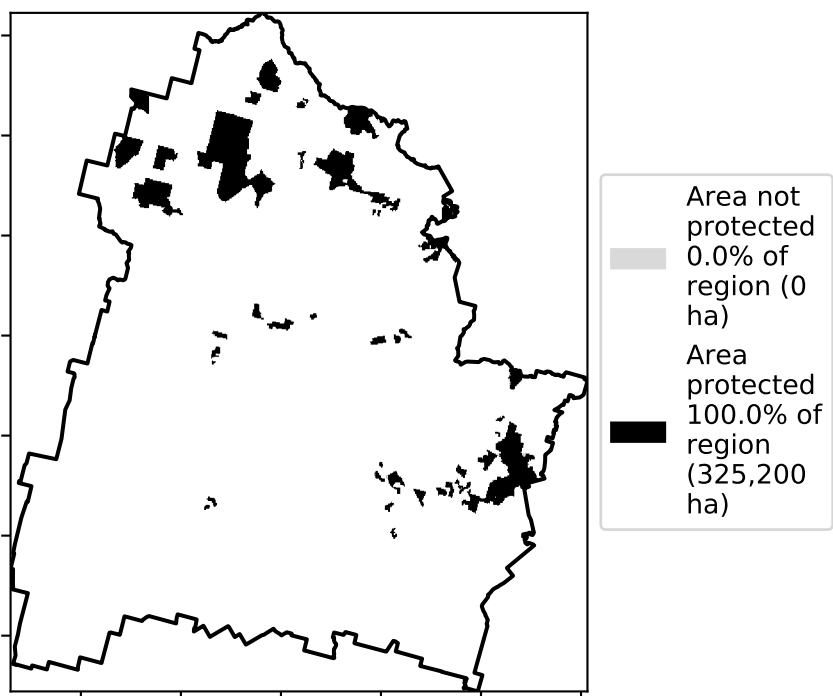 Area not
protected
0.0% of
region (0
ha)
Area
protected
100.0% of
region
(325,200
ha)